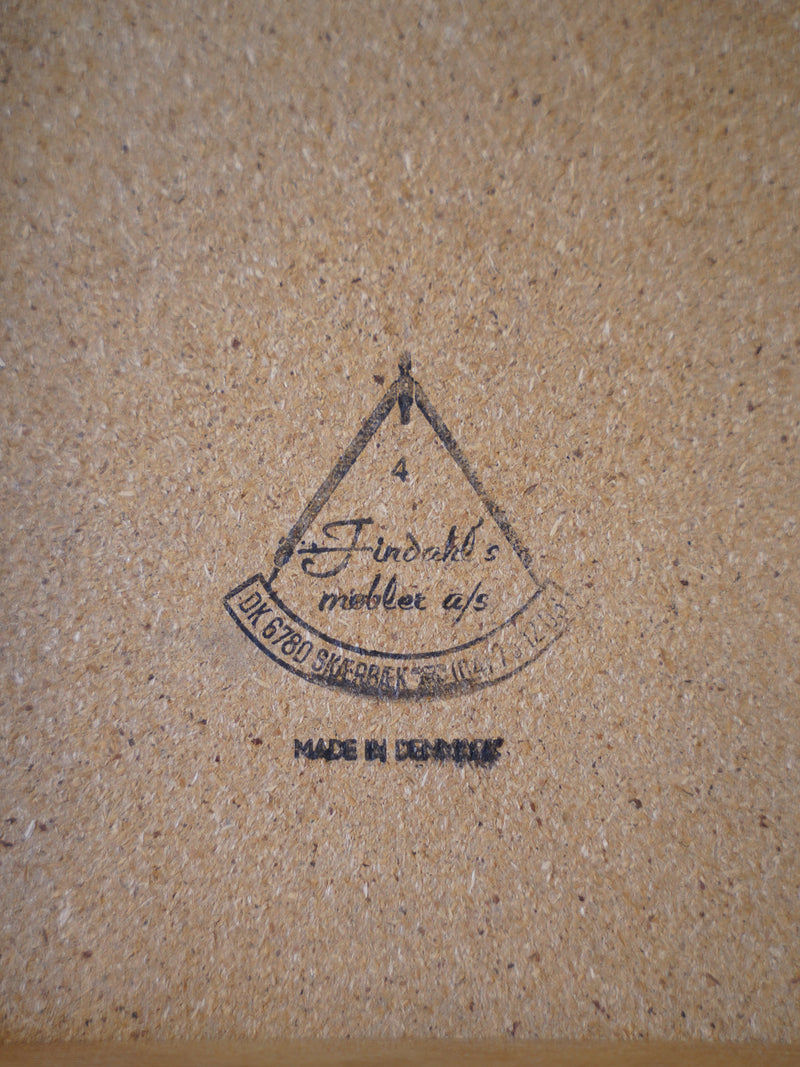 4
Findahl's
møbler a/s
DK 6780 SKÆRBÆK
MADE IN DENMARK